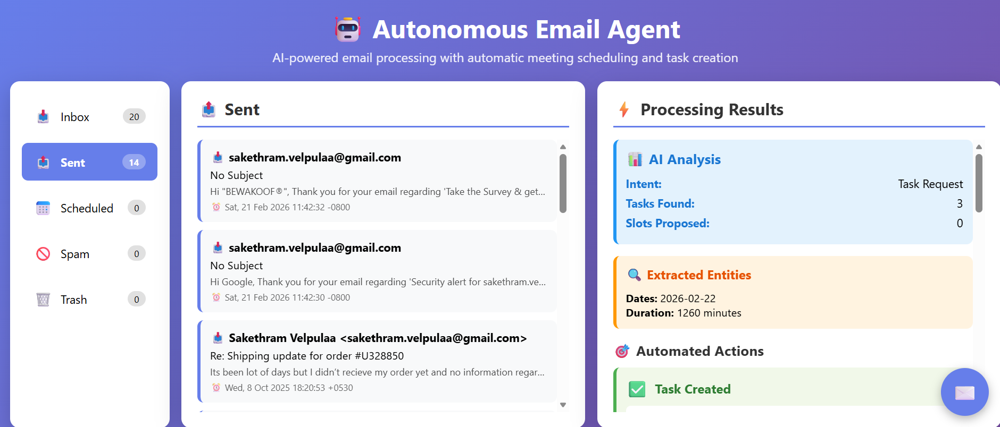 Autonomous Email Agent
AI-powered email processing with automatic meeting scheduling and task creation
Inbox 20
Sent 14
Scheduled 0
Spam 0
Trash 0
Sent
sakethram.velpulaa@gmail.com
No Subject
Hi "BEWAKOOF®", Thank you for your email regarding 'Take the Survey & get...
Sat, 21 Feb 2026 11:42:32 -0800
sakethram.velpulaa@gmail.com
No Subject
Hi Google, Thank you for your email regarding 'Security alert for sakethram.ve...
Sat, 21 Feb 2026 11:42:30 -0800
Sakethram Velpulaa <sakethram.velpulaa@gmail.com>
Re: Shipping update for order #U328850
Its been lot of days but I didn't recieve my order yet and no information regar...
Wed, 8 Oct 2025 18:20:53 +0530
Processing Results
AI Analysis
Intent: Task Request
Tasks Found: 3
Slots Proposed: 0
Extracted Entities
Dates: 2026-02-22
Duration: 1260 minutes
Automated Actions
Task Created